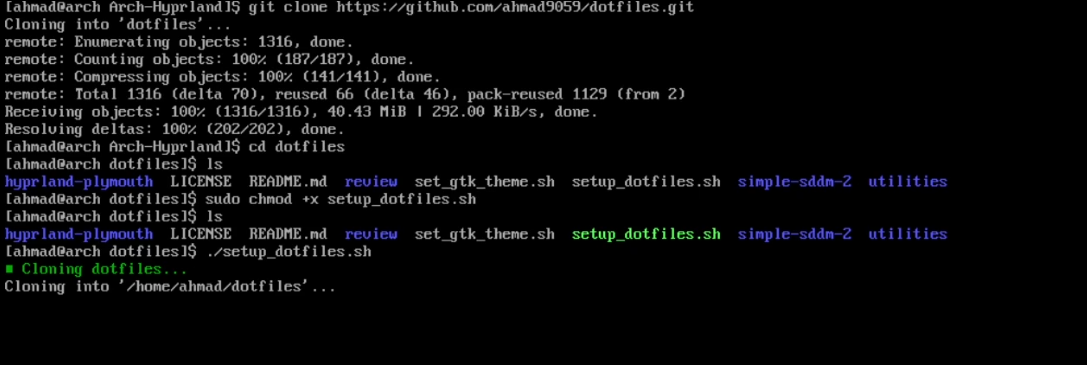 [ahmad@arch Arch-Hyprland]$ git clone https://github.com/ahmad9059/dotfiles.git
Cloning into 'dotfiles'...
remote: Enumerating objects: 1316, done.
remote: Counting objects: 100% (187/187), done.
remote: Compressing objects: 100% (141/141), done.
remote: Total 1316 (delta 70), reused 66 (delta 46), pack-reused 1129 (from 2)
Receiving objects: 100% (1316/1316), 40.43 MiB | 292.00 KiB/s, done.
Resolving deltas: 100% (202/202), done.
[ahmad@arch Arch-Hyprland]$ cd dotfiles
[ahmad@arch dotfiles]$ ls
hyprland-plymouth LICENSE README.md review set_gtk_theme.sh setup_dotfiles.sh simple-sddm-2 utilities
[ahmad@arch dotfiles]$ sudo chmod +x setup_dotfiles.sh
[ahmad@arch dotfiles]$ ls
hyprland-plymouth LICENSE README.md review set_gtk_theme.sh setup_dotfiles.sh simple-sddm-2 utilities
[ahmad@arch dotfiles]$ ./setup_dotfiles.sh
■ Cloning dotfiles...
Cloning into '/home/ahmad/dotfiles'...